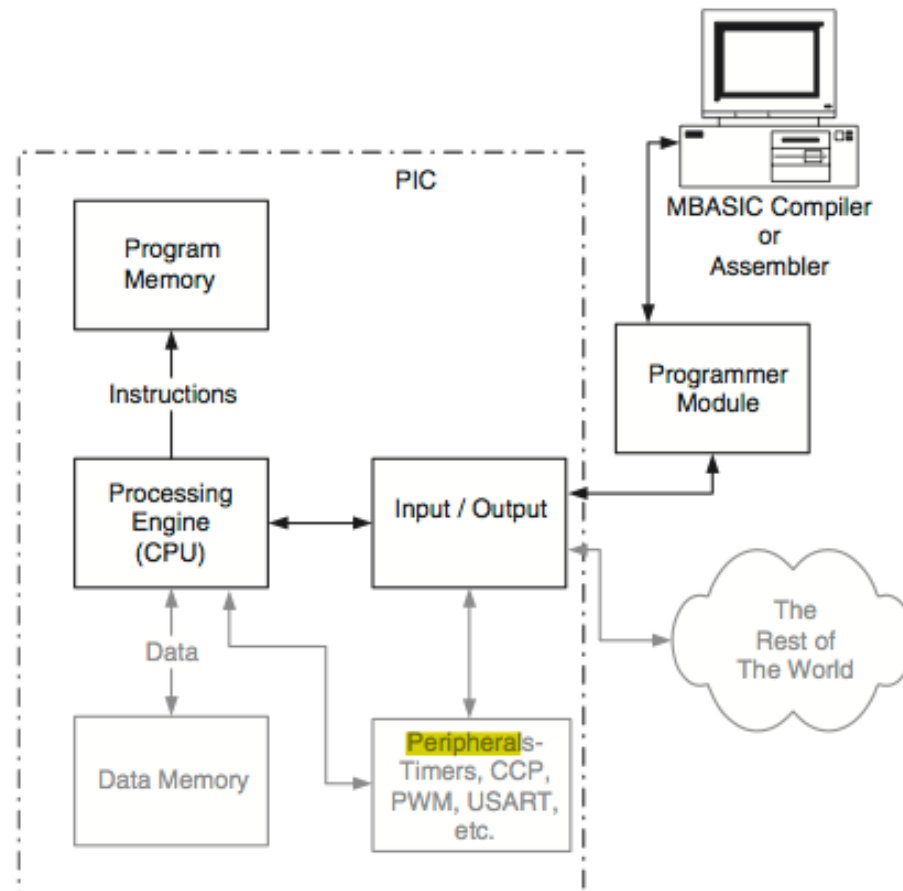 PIC
MBASIC Compiler
or
Assembler
Program
Memory
Instructions
Programmer
Module
Processing
Engine
(CPU)
Input / Output
Data
The
Rest of
The World
Data Memory
Peripherals-
Timers, CCP,
PWM, USART,
etc.